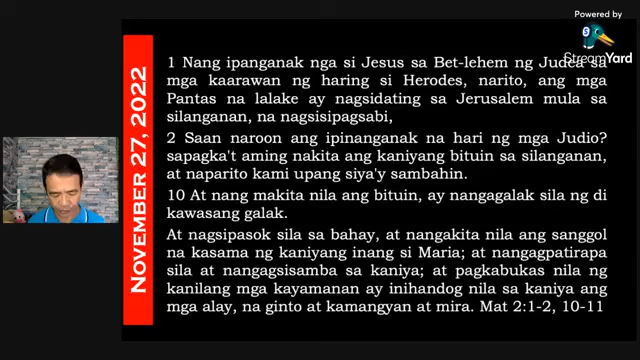 Powered by
StreamYard
NOVEMBER 27, 2022
1 Nang ipanganak nga si Jesus sa Bet-lehem ng Judea sa
mga kaarawan ng haring si Herodes, narito, ang mga
Pantas na lalake ay nagsidating sa Jerusalem mula sa
silanganan, na nagsisipagsabi,
2 Saan naroon ang ipinanganak na hari ng mga Judio?
sapagka't aming nakita ang kaniyang bituin sa silanganan,
at naparito kami upang siya'y sambahin.
10 At nang makita nila ang bituin, ay nangagalak sila ng di
kawasang galak.
At nagsipasok sila sa bahay, at nangakita nila ang sanggol
na kasama ng kaniyang inang si Maria; at nangagpatirapa
sila at nangagsisamba sa kaniya; at pagkabukas nila ng
kanilang mga kayamanan ay inihandog nila sa kaniya ang
mga alay, na ginto at kamangyan at mira. Mat 2:1-2, 10-11